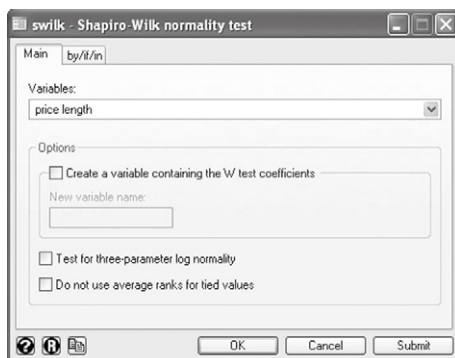 swilk - Shapiro-Wilk normality test
Main by/if/in
Variables:
price length
Options
Create a variable containing the W test coefficients
New variable name:
Test for three-parameter log normality
Do not use average ranks for tied values
? R OK Cancel Submit